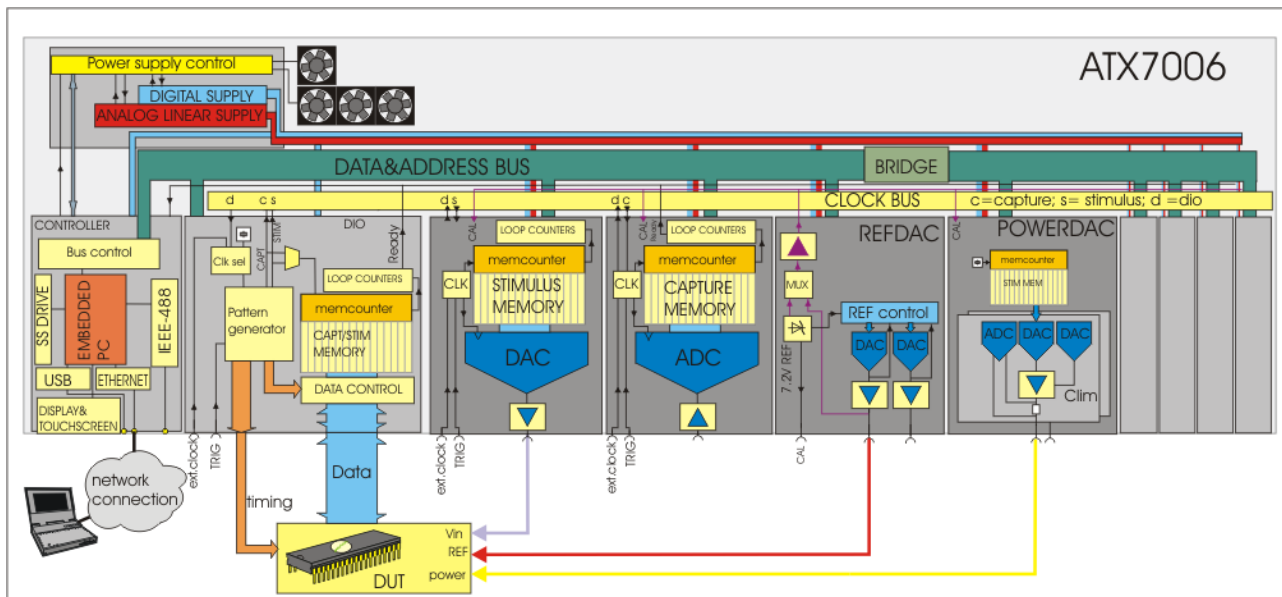 ATX7006
Power supply control
DIGITAL SUPPLY
ANALOG LINEAR SUPPLY
DATA&ADDRESS BUS
BRIDGE
d
c s
d s
d c
CLOCK BUS
c=capture; s= stimulus; d =dio
CONTROLLER
Bus control
SSS DRIVE
EMBEDDED
PC
IEEE-488
USB
ETHERNET
DISPLAY&
TOUCHSCREEN
DIO
Clk sel
CAPT
STIM
Ready
LOOP COUNTERS
memcounter
Pattern
generator
CAPT/STIM
MEMORY
DATA CONTROL
CAL
LOOP COUNTERS
memcounter
CLK
STIMULUS
MEMORY
DAC
CAL
Ready
LOOP COUNTERS
memcounter
CLK
CAPTURE
MEMORY
ADC
REFDAC
MUX
REF control
7.2V REF
DAC
DAC
CAL
POWERDAC
memcounter
STIM MEM
ADC
DAC
DAC
Clim
ext.clock
TRIG
ext.clock
TRIG
ext.clock
TRIG
CAL
network
connection
timing
Data
Vin
REF
power
DUT